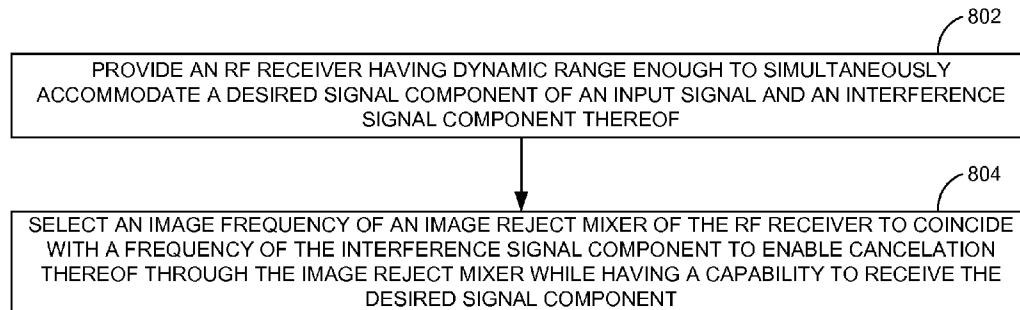 802
PROVIDE AN RF RECEIVER HAVING DYNAMIC RANGE ENOUGH TO SIMULTANEOUSLY
ACCOMMODATE A DESIRED SIGNAL COMPONENT OF AN INPUT SIGNAL AND AN INTERFERENCE
SIGNAL COMPONENT THEREOF
804
SELECT AN IMAGE FREQUENCY OF AN IMAGE REJECT MIXER OF THE RF RECEIVER TO COINCIDE
WITH A FREQUENCY OF THE INTERFERENCE SIGNAL COMPONENT TO ENABLE CANCELATION
THEREOF THROUGH THE IMAGE REJECT MIXER WHILE HAVING A CAPABILITY TO RECEIVE THE
DESIRED SIGNAL COMPONENT